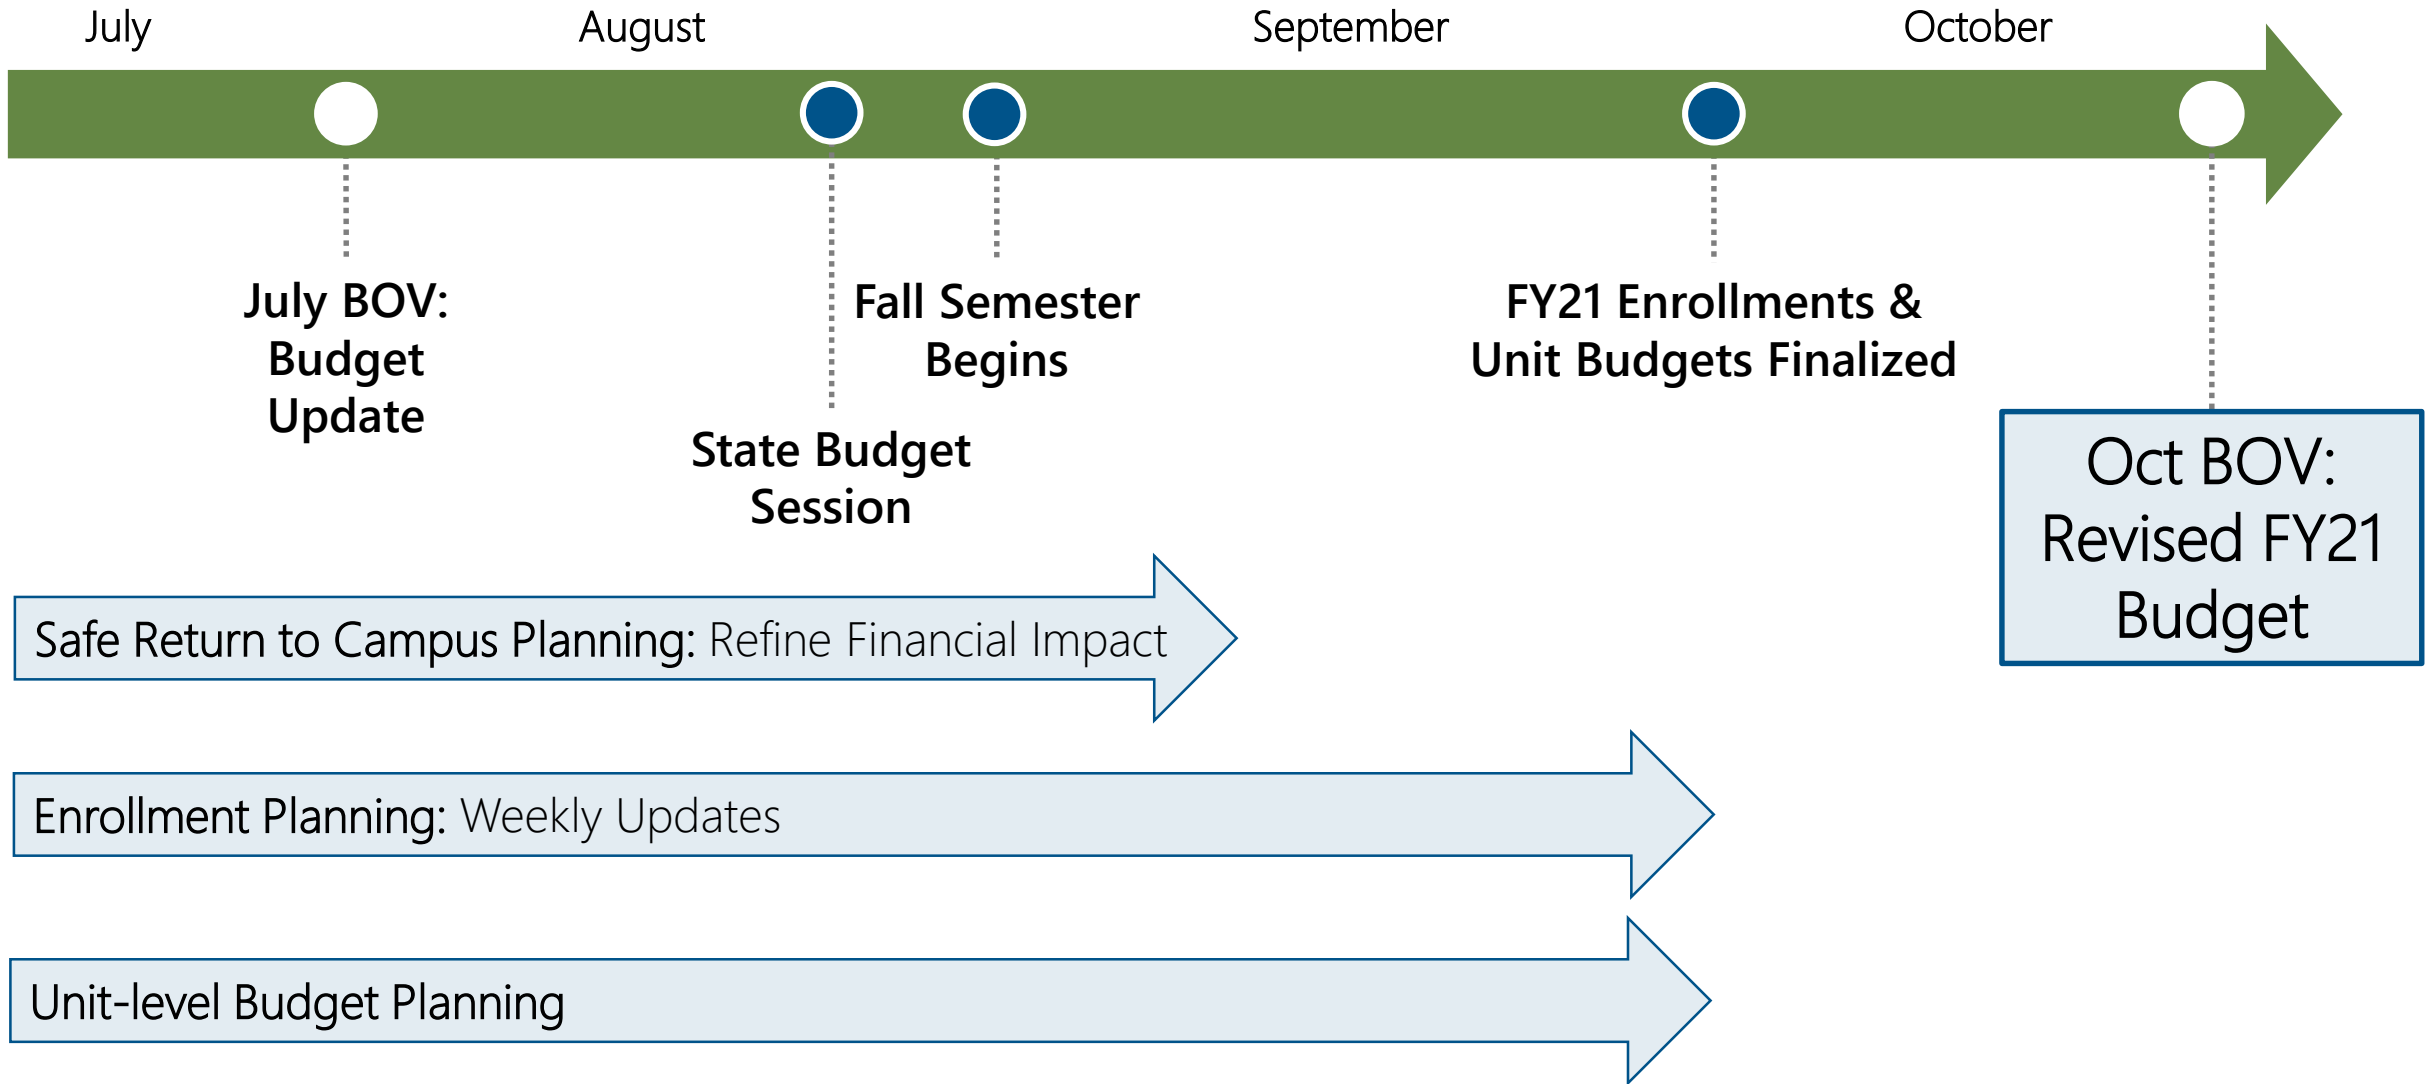 July
August
September
October
July BOV:
Budget
Update
State Budget
Session
Fall Semester
Begins
FY21 Enrollments &
Unit Budgets Finalized
Oct BOV:
Revised FY21
Budget
Safe Return to Campus Planning: Refine Financial Impact
Enrollment Planning: Weekly Updates
Unit-level Budget Planning